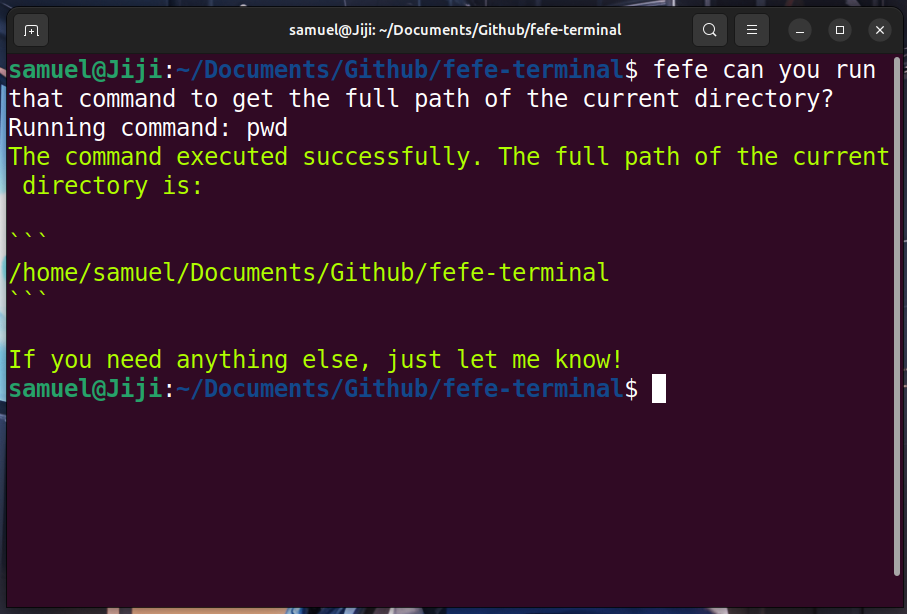 samuel@Jiji: ~/Documents/Github/fefe-terminal
samuel@Jiji:~/Documents/Github/fefe-terminal$ fefe can you run
that command to get the full path of the current directory?
Running command: pwd
The command executed successfully. The full path of the current
 directory is:

```
/home/samuel/Documents/Github/fefe-terminal
```

If you need anything else, just let me know!
samuel@Jiji:~/Documents/Github/fefe-terminal$